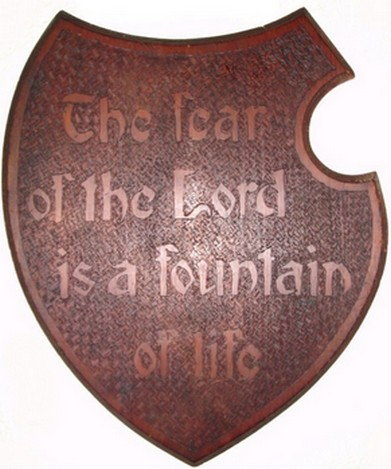 The fear
of the Lord
is a fountain
of life